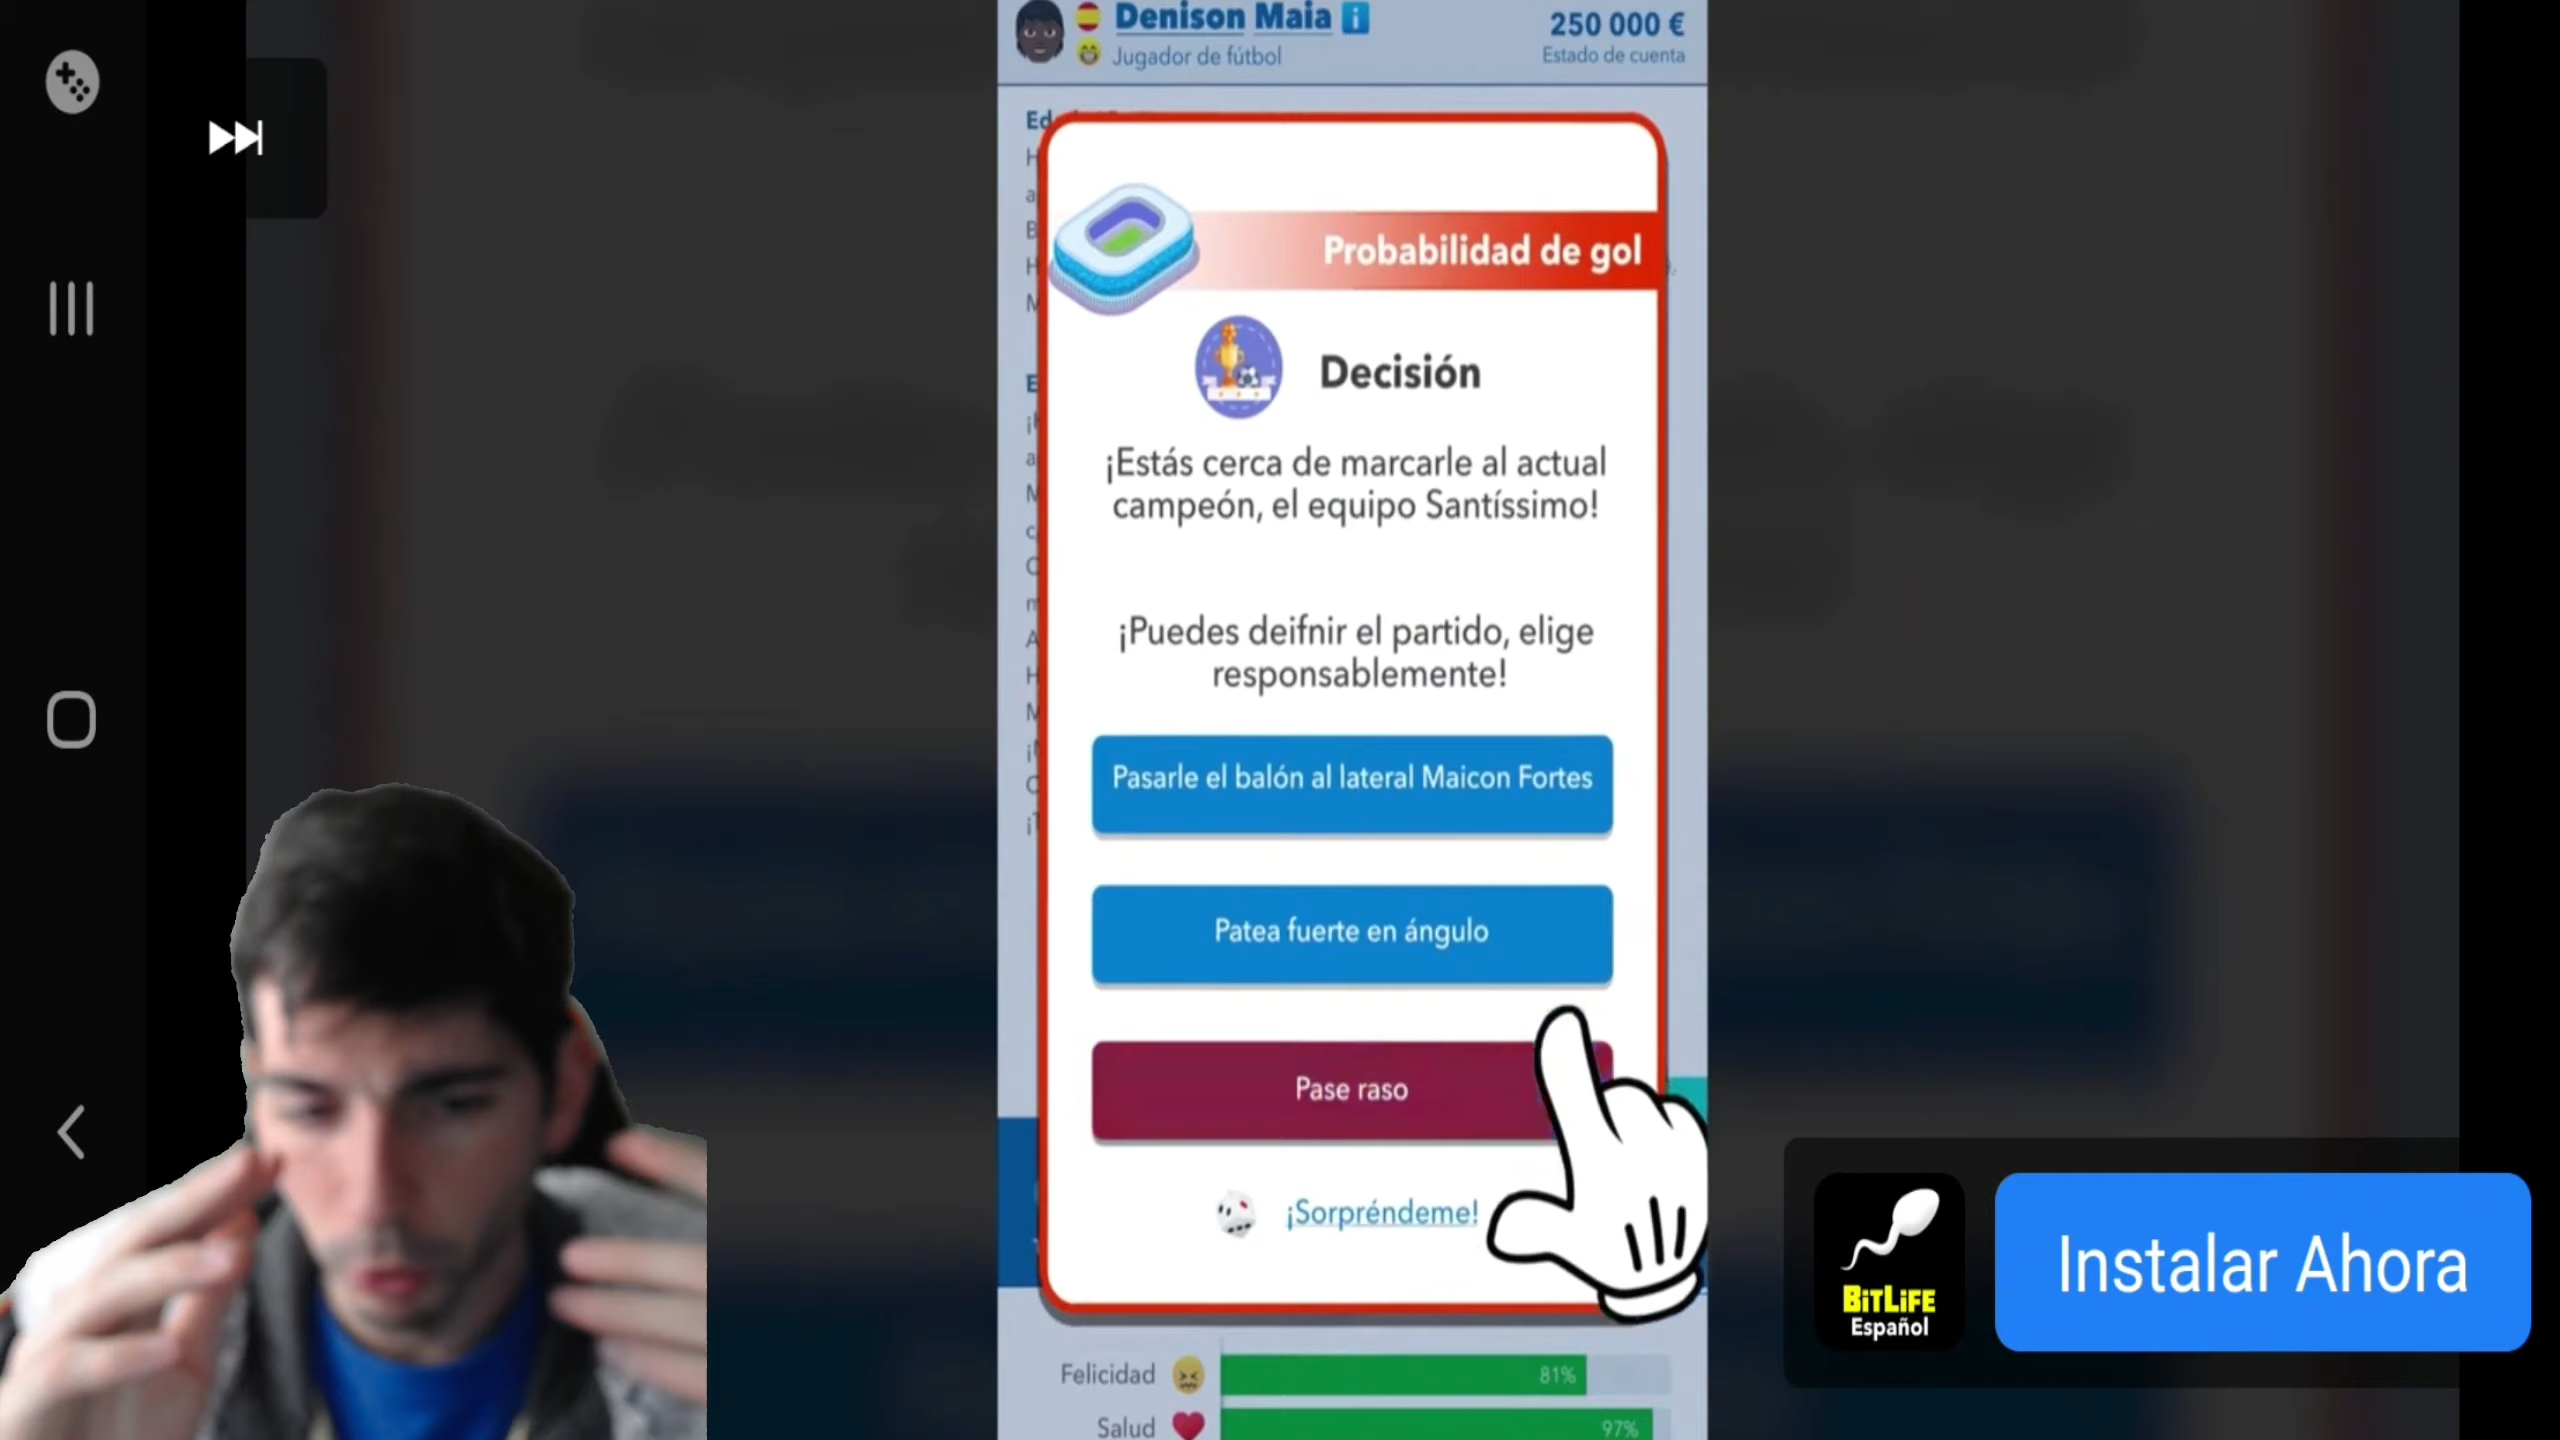 Denison Maia
250 000 €
Jugador de fútbol
Estado de cuenta
Probabilidad de gol
Decisión
¡Estás cerca de marcarle al actual
campeón, el equipo Santíssimo!
¡Puedes deifnir el partido, elige
responsablemente!
Pasarle el balón al lateral Maicon Fortes
Patea fuerte en ángulo
Pase raso
¡Sorpréndeme!
Felicidad
81%
Salud
97%
BiTLiFE
Español
Instalar Ahora